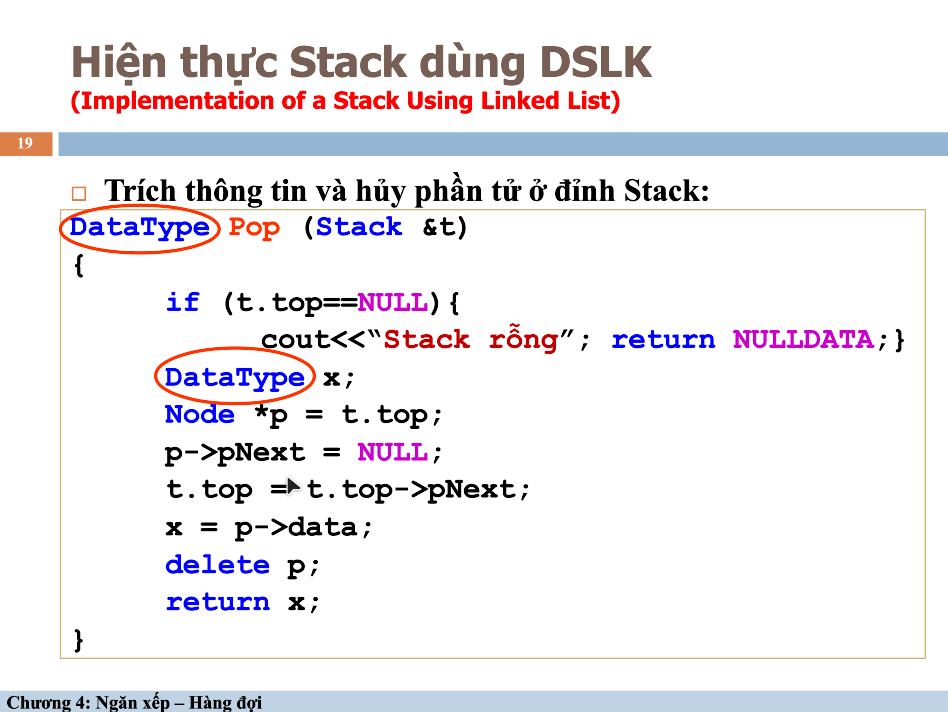 Hiện thực Stack dùng DSLK
(Implementation of a Stack Using Linked List)
19
Trích thông tin và hủy phần tử ở đỉnh Stack:
DataType Pop (Stack &t)
{
if (t.top==NULL){
cout<<“Stack rỗng”; return NULLDATA;}
DataType x;
Node *p = t.top;
p->pNext = NULL;
t.top = t.top->pNext;
x = p->data;
delete p;
return x;
}
Chương 4: Ngăn xếp – Hàng đợi